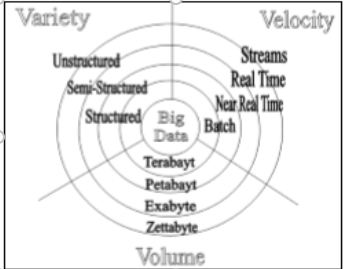 Variety
Velocity
Unstructured
Semi-Structured
Structured
Streams
Real Time
Near Real Time
Batch
Big
Data
Terabayt
Petabayt
Exabyte
Zettabyte
Volume